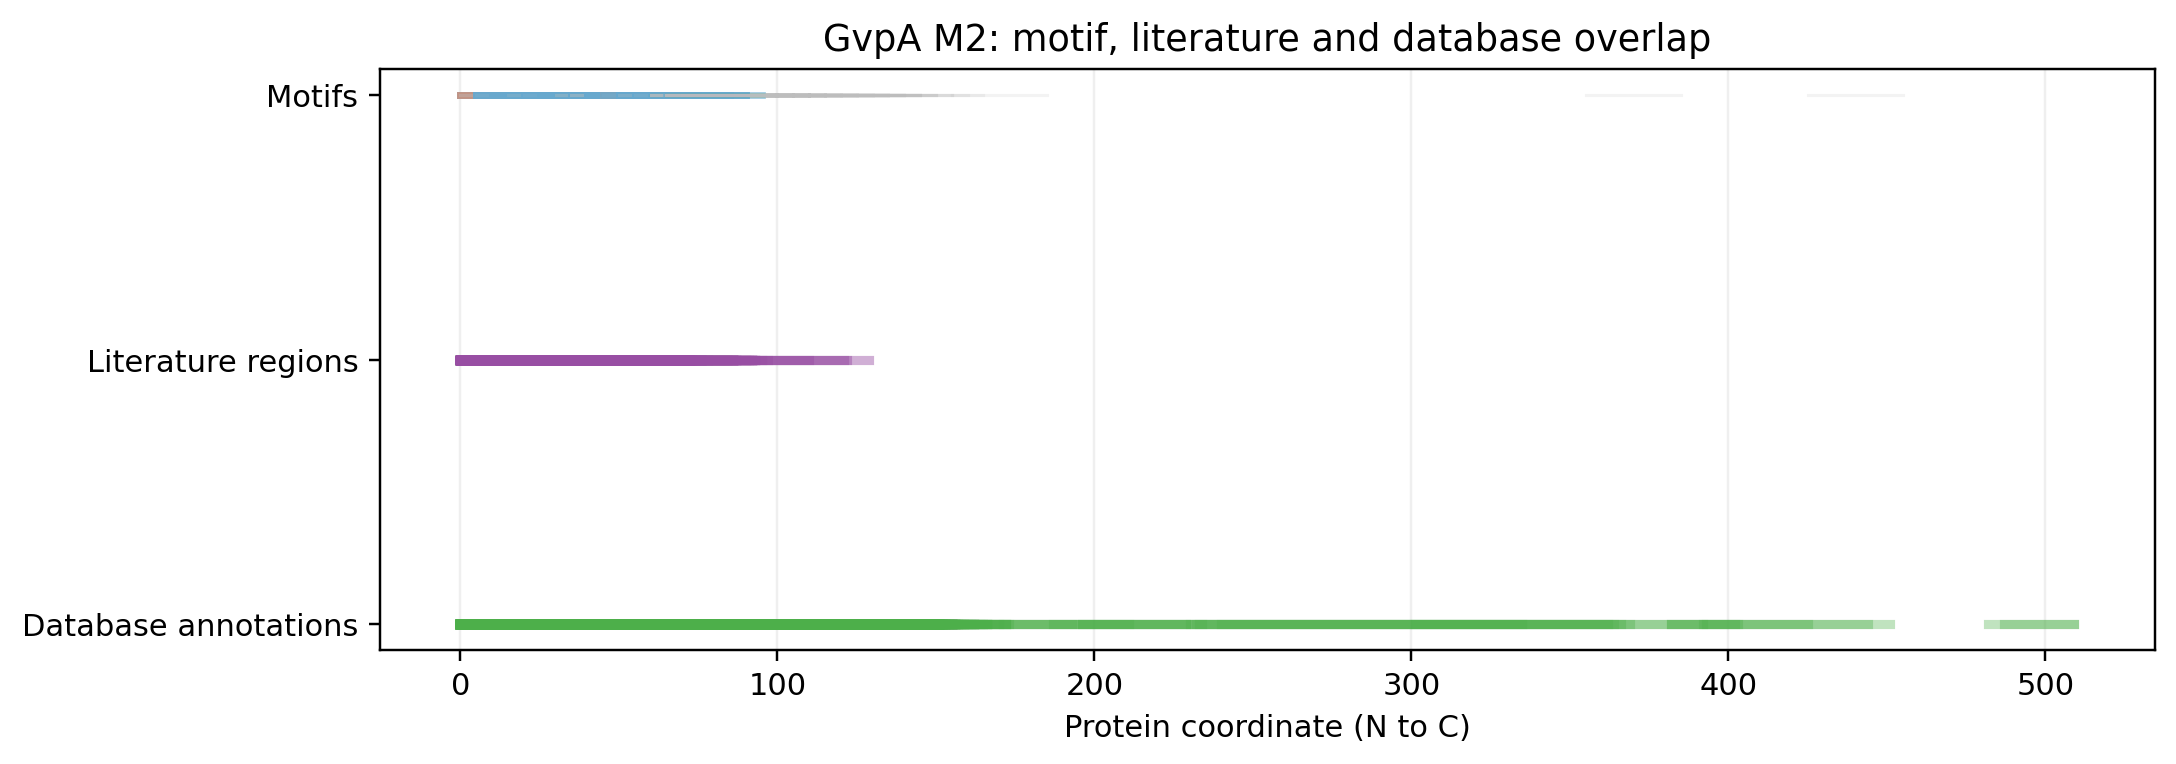 GvpA M2: motif, literature and database overlap
Motifs
Literature regions
Database annotations
0 100 200 300 400 500
Protein coordinate (N to C)